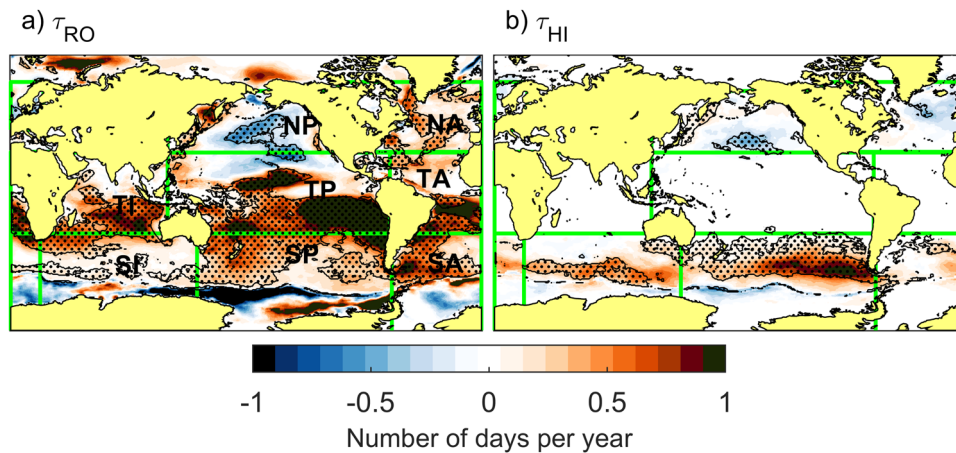 a) τRO
b) τHI
NP
NA
TP
TA
TI
SI
SP
SA
-1 -0.5 0 0.5 1
Number of days per year